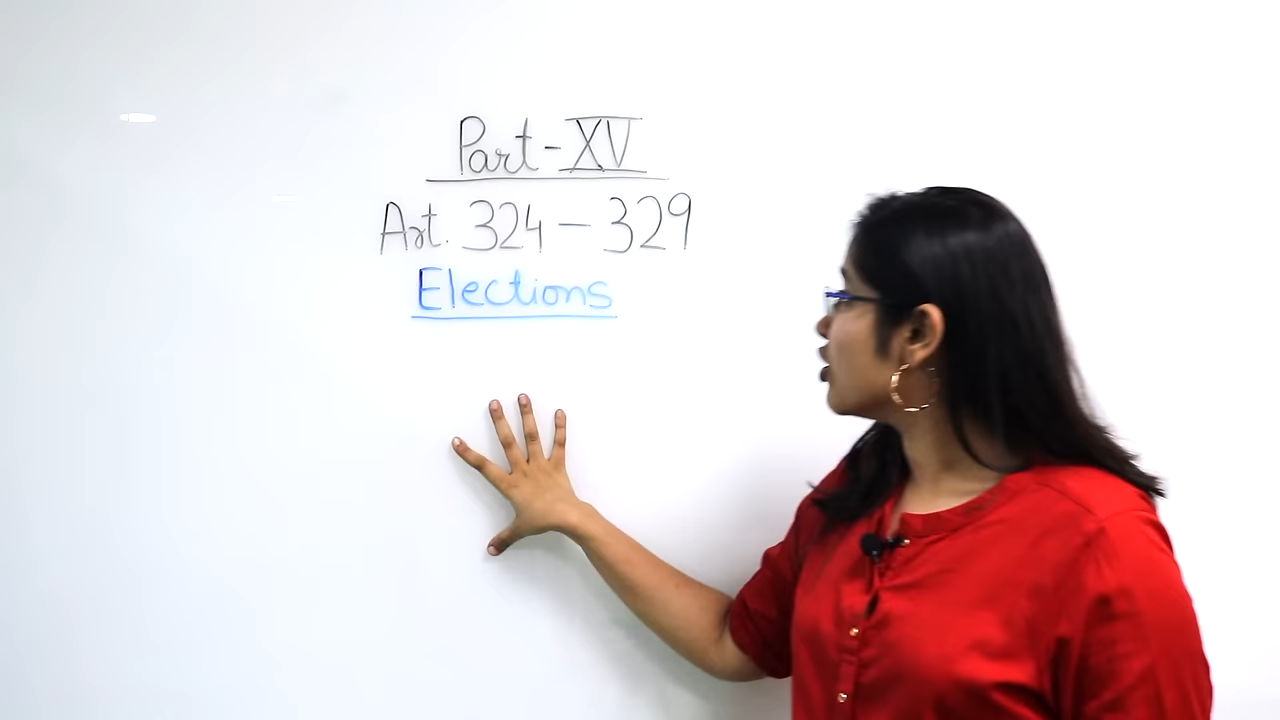 Part-XV
Art. 324 – 329
Elections